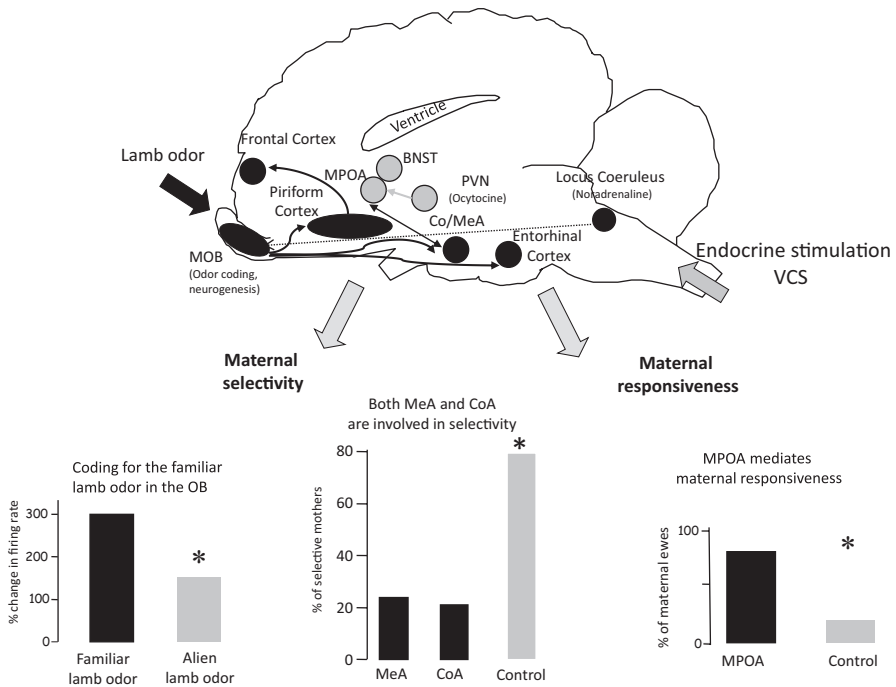 Ventricle
Frontal Cortex
Lamb odor
BNST
MPOA
PVN
(Ocytocine)
Locus Coeruleus
(Noradrenaline)
Piriform
Cortex
Co/MeA
Entorhinal
Cortex
MOB
(Odor coding,
neurogenesis)
Endocrine stimulation
VCS
Maternal
selectivity
Maternal
responsiveness
Coding for the familiar
lamb odor in the OB
% change in firing rate
300
200
100
0
*
Familiar
lamb odor
Alien
lamb odor
Both MeA and CoA
are involved in selectivity
% of selective mothers
80
60
40
20
0
*
MeA
CoA
Control
MPOA mediates
maternal responsiveness
% of maternal ewes
100
0
*
MPOA
Control